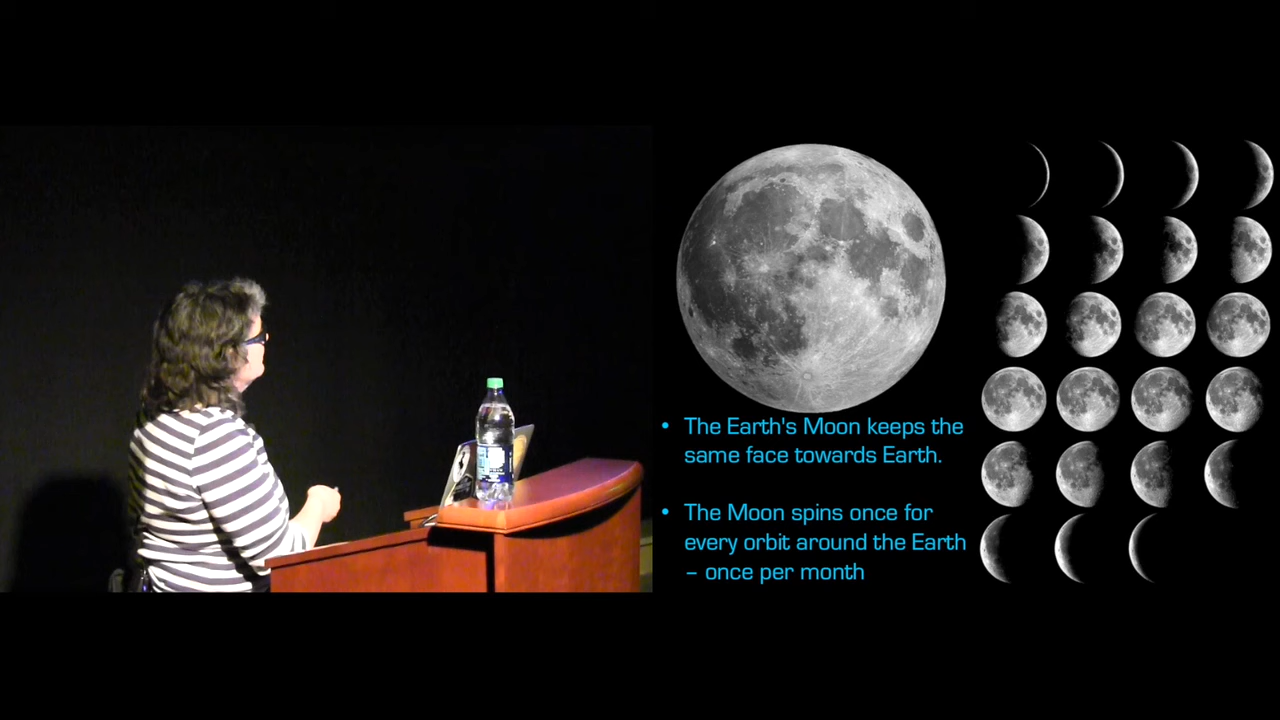 • The Earth's Moon keeps the
same face towards Earth.
• The Moon spins once for
every orbit around the Earth
– once per month